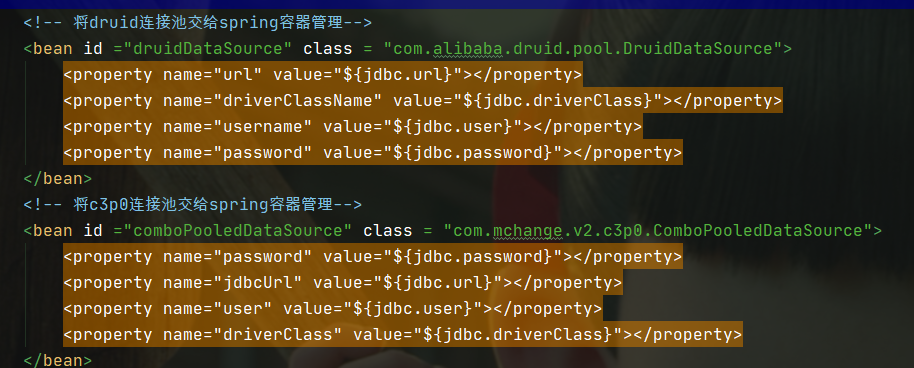 <!-- 将druid连接池交给spring容器管理-->
<bean id ="druidDataSource" class = "com.alibaba.druid.pool.DruidDataSource">
<property name="url" value="${jdbc.url}"></property>
<property name="driverClassName" value="${jdbc.driverClass}"></property>
<property name="username" value="${jdbc.user}"></property>
<property name="password" value="${jdbc.password}"></property>
</bean>
<!-- 将c3p0连接池交给spring容器管理-->
<bean id ="comboPooledDataSource" class = "com.mchange.v2.c3p0.ComboPooledDataSource">
<property name="password" value="${jdbc.password}"></property>
<property name="jdbcUrl" value="${jdbc.url}"></property>
<property name="user" value="${jdbc.user}"></property>
<property name="driverClass" value="${jdbc.driverClass}"></property>
</bean>